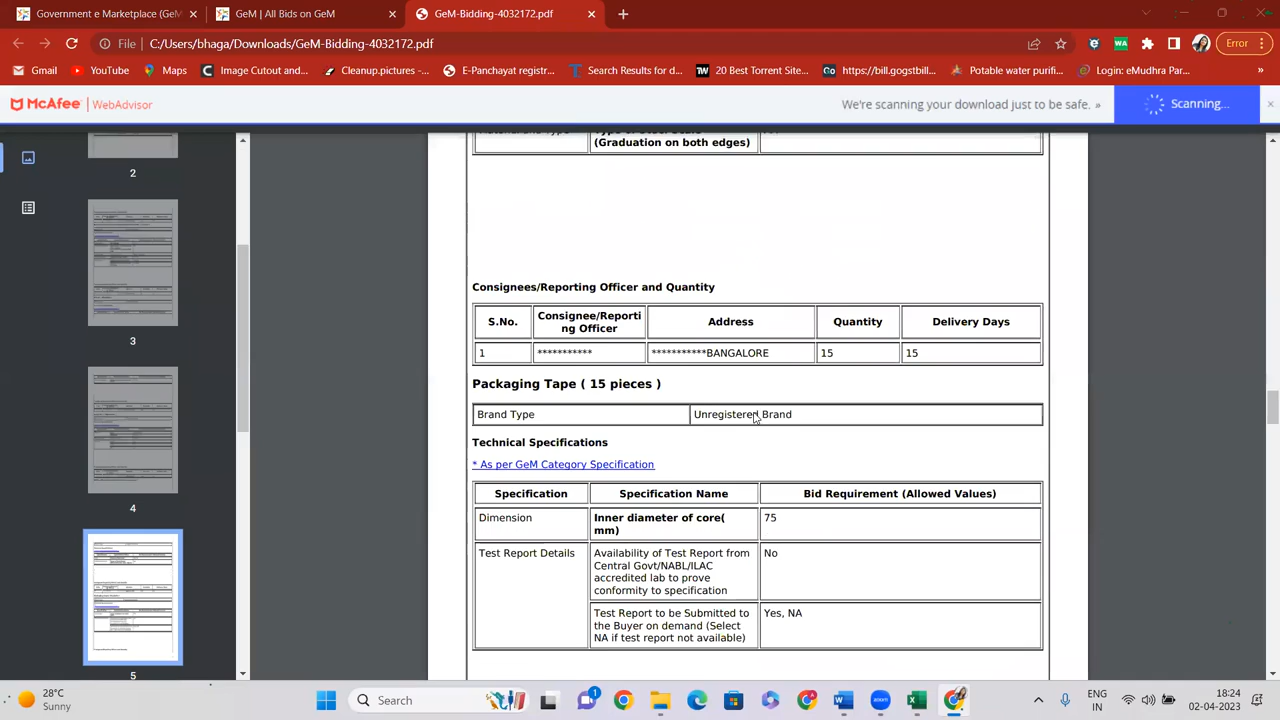 Government e Marketplace (GeM
GeM | All Bids on GeM
GeM-Bidding-4032172.pdf
File
C:/Users/bhaga/Downloads/GeM-Bidding-4032172.pdf
Error
Gmail
YouTube
Maps
Image Cutout and...
Cleanup.pictures -...
E-Panchayat registr...
Search Results for d...
20 Best Torrent Site...
https://bill.gogstbill...
Potable water purifi...
Login: eMudhra Par...
McAfee | WebAdvisor
We're scanning your download just to be safe. »
Scanning...
(Graduation on both edges)
2
3
4
5
Consignees/Reporting Officer and Quantity
S.No.
Consignee/Reporti
ng Officer
Address
Quantity
Delivery Days
1
***********
***********BANGALORE
15
15
Packaging Tape ( 15 pieces )
Brand Type
Unregistered Brand
Technical Specifications
* As per GeM Category Specification
Specification
Specification Name
Bid Requirement (Allowed Values)
Dimension
Inner diameter of core(
mm)
75
Test Report Details
Availability of Test Report from
Central Govt/NABL/ILAC
accredited lab to prove
conformity to specification
No
Test Report to be Submitted to
the Buyer on demand (Select
NA if test report not available)
Yes, NA
28°C
Sunny
Search
1
ENG
IN
18:24
02-04-2023